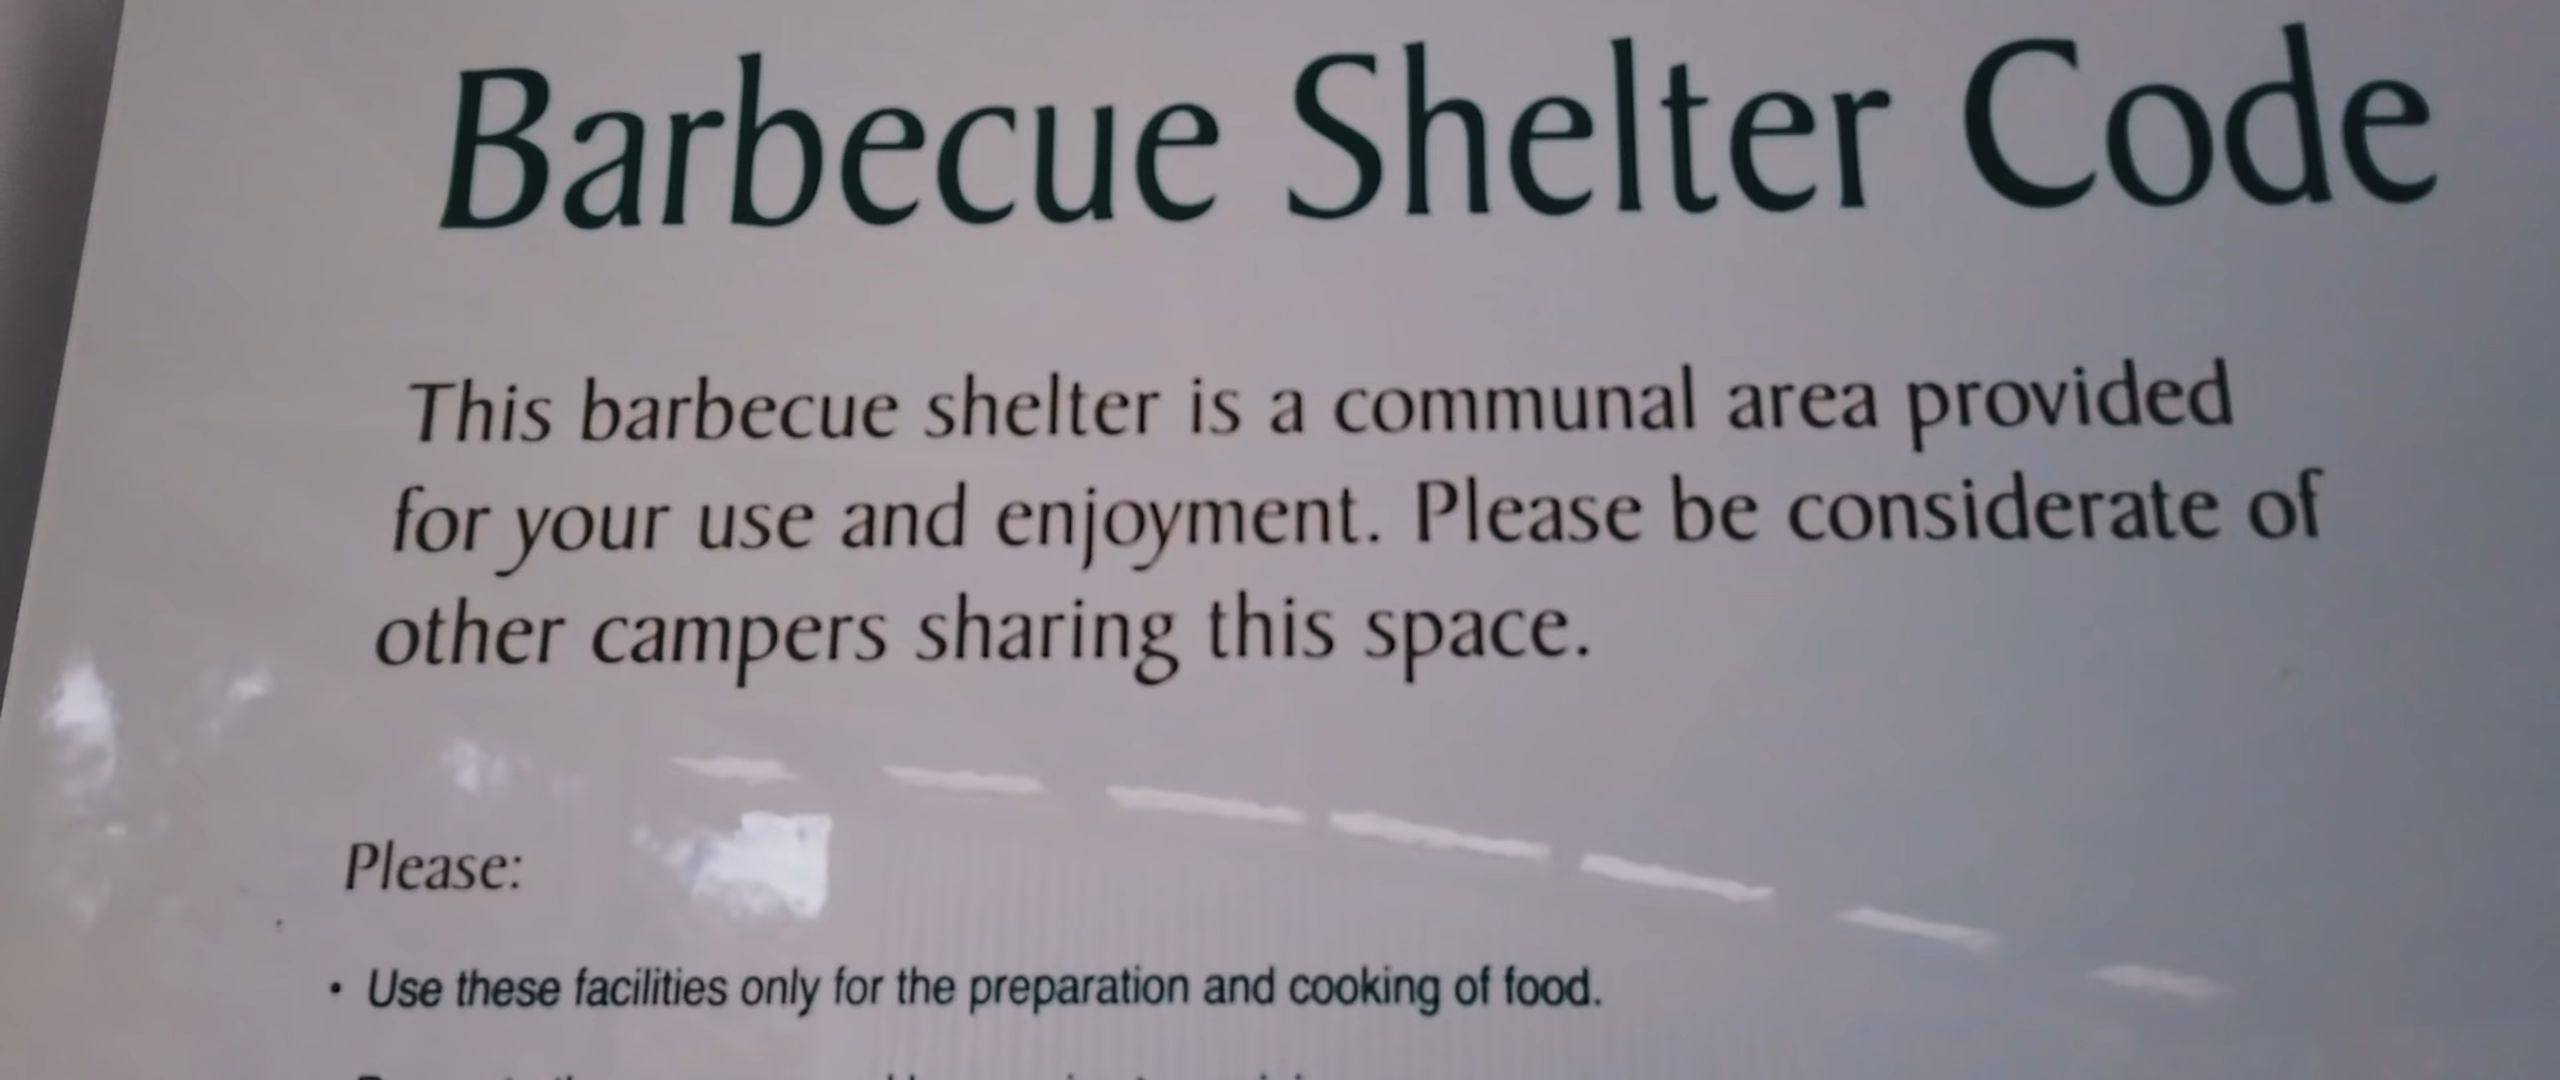 Barbecue Shelter Code
This barbecue shelter is a communal area provided
for your use and enjoyment. Please be considerate of
other campers sharing this space.
Please:
• Use these facilities only for the preparation and cooking of food.